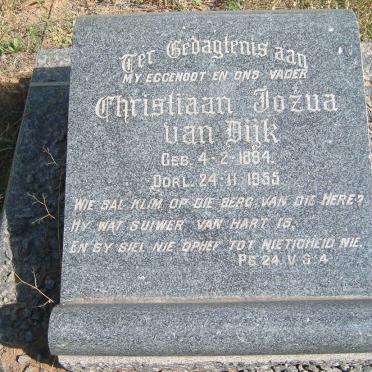 Ter Gedagtenis aan
MY EGGENOOT EN ONS VADER
Christiaan Jozua
van Dijk
GEB. 4-2-1894.
OORL. 24-11-1955.
WIE SAL KLIM OP DIE BERG VAN DIE HERE?
HY WAT SUIWER VAN HART IS,
EN SY SIEL NIE OPHEF TOT NIETIGHEID NIE.
PS. 24. V. 3:4